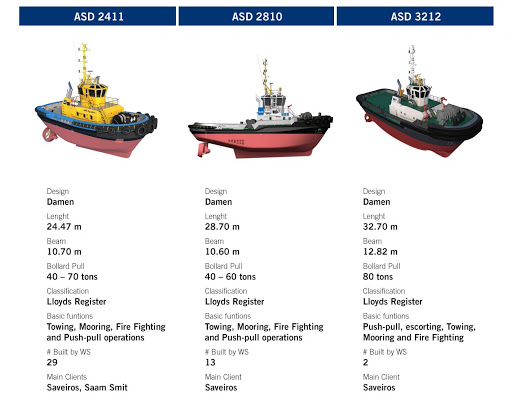 ASD 2411
Design
Damen
Lenght
24.47 m
Beam
10.70 m
Bollard Pull
40 – 70 tons
Classification
Lloyds Register
Basic funtions
Towing, Mooring, Fire Fighting
and Push-pull operations
# Built by WS
29
Main Clients
Saveiros, Saam Smit
ASD 2810
Design
Damen
Lenght
28.70 m
Beam
10.60 m
Bollard Pull
40 – 60 tons
Classification
Lloyds Register
Basic funtions
Towing, Mooring, Fire Fighting
and Push-pull operations
# Built by WS
13
Main Clients
Saveiros
ASD 3212
Design
Damen
Lenght
32.70 m
Beam
12.82 m
Bollard Pull
80 tons
Classification
Lloyds Register
Basic funtions
Push-pull, escorting, Towing,
Mooring and Fire Fighting
# Built by WS
2
Main Clients
Saveiros